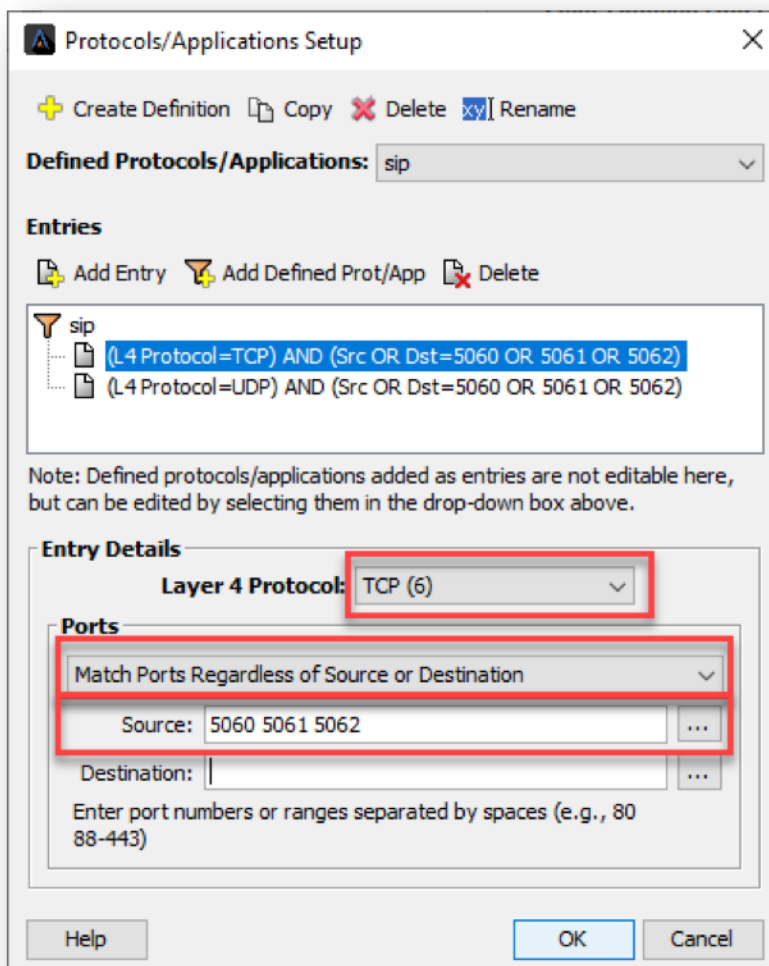 Protocols/Applications Setup
Create Definition Copy Delete xy Rename
Defined Protocols/Applications: sip
Entries
Add Entry Add Defined Prot/App Delete
sip
(L4 Protocol=TCP) AND (Src OR Dst=5060 OR 5061 OR 5062)
(L4 Protocol=UDP) AND (Src OR Dst=5060 OR 5061 OR 5062)
Note: Defined protocols/applications added as entries are not editable here,
but can be edited by selecting them in the drop-down box above.
Entry Details
Layer 4 Protocol: TCP (6)
Ports
Match Ports Regardless of Source or Destination
Source: 5060 5061 5062 ...
Destination: ...
Enter port numbers or ranges separated by spaces (e.g., 80
88-443)
Help OK Cancel